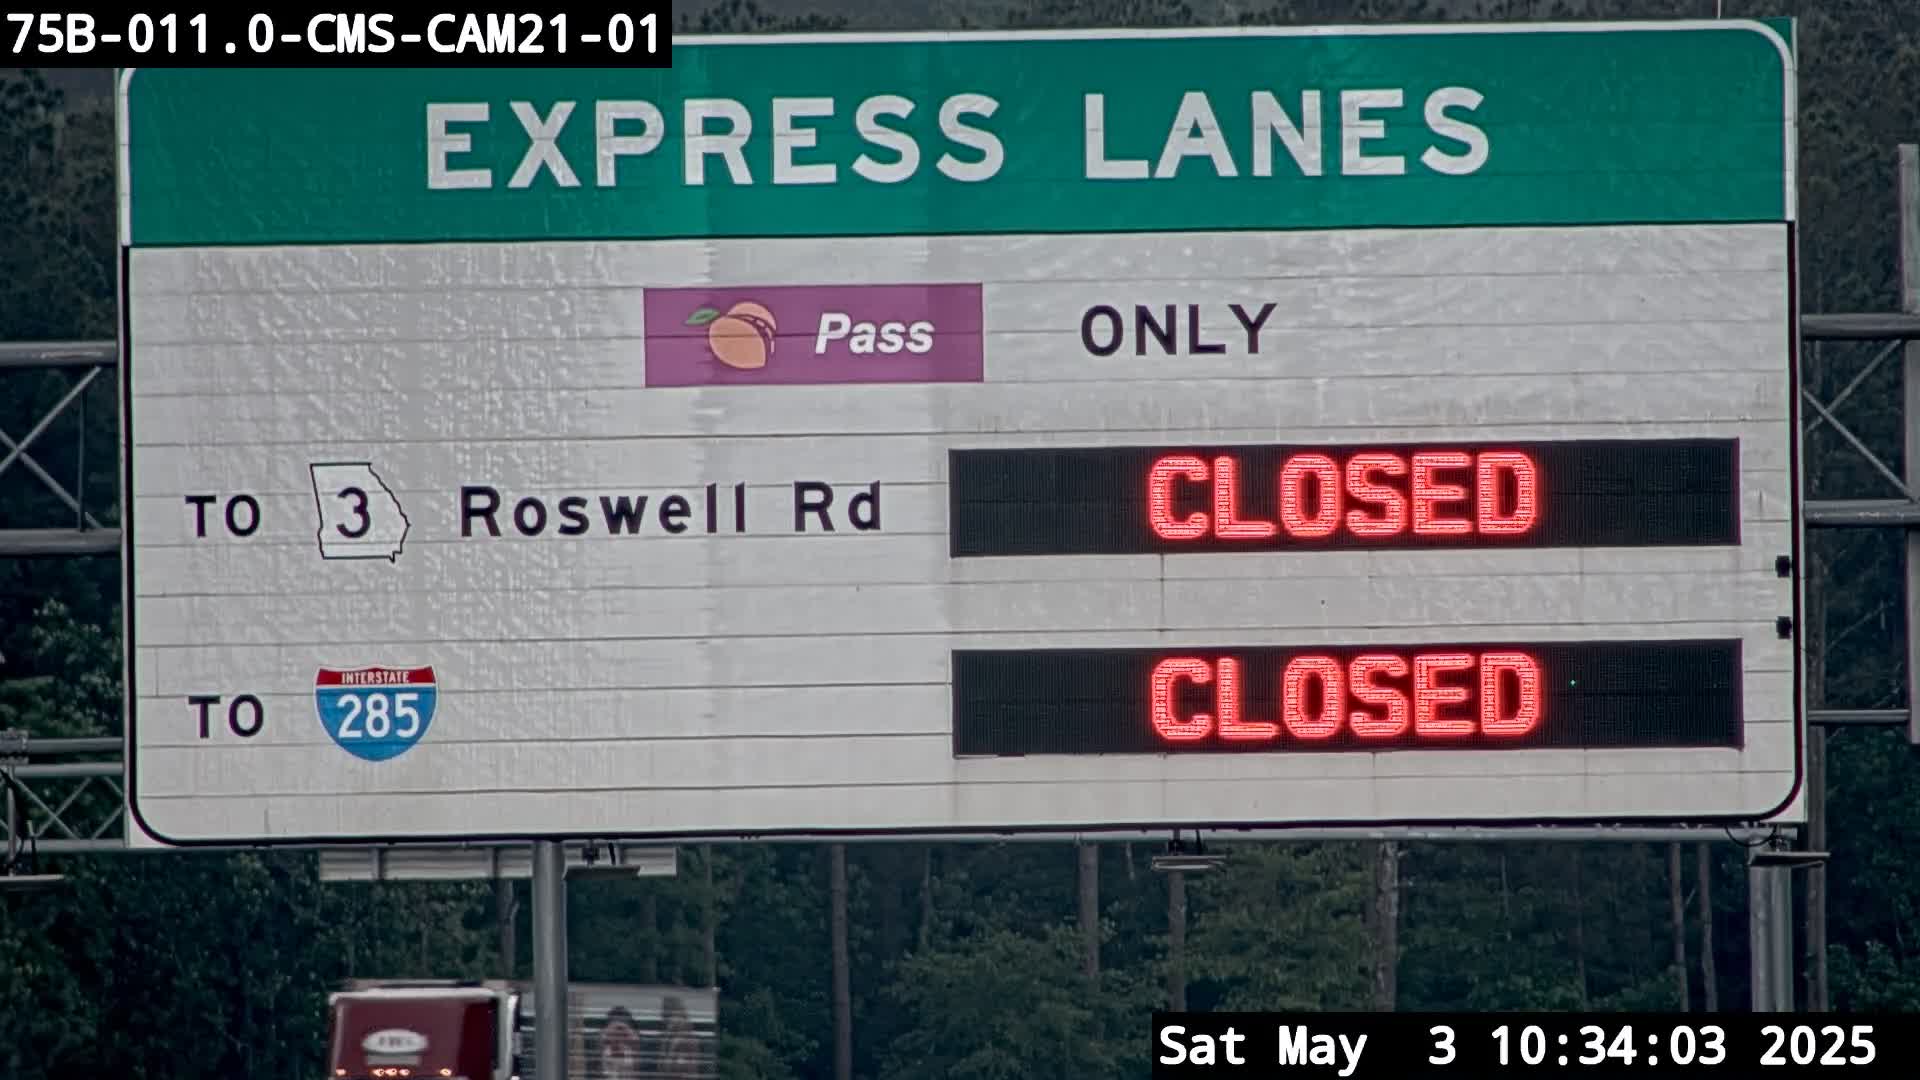 75B-011.0-CMS-CAM21-01
EXPRESS LANES
Pass ONLY
TO 3 Roswell Rd CLOSED
INTERSTATE
TO 285 CLOSED
Sat May 3 10:34:03 2025